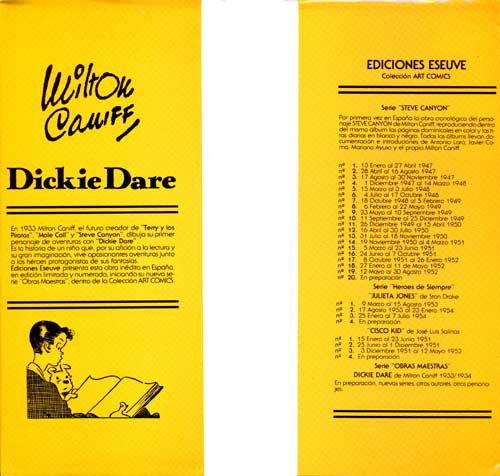 Milton
Caniff
Dickie Dare
En 1933 Milton Caniff, el futuro creador de "Terry y los
Piratas", "Male Call" y "Steve Canyon", dibuja su primer
personaje de aventuras con "Dickie Dare".
Es la historia de un niño que, por su afición a la lectura y
su gran imaginación, vive apasionantes aventuras junto
a los héroes protagonistas de sus fantasías.
Ediciones Eseuve presenta esta obra inédita en España,
en edición limitada y numerada, iniciando su nueva se-
rie "Obras Maestras", dentro de la Colección ART COMICS.
EDICIONES ESEUVE
Colección ART COMICS
Serie "STEVE CANYON"
Por primera vez en España la obra cronológica del perso-
naje STEVE CANYON de Milton Caniff, reproduciendo dentro
del mismo álbum las páginas dominicales en color y las ti-
ras diarias en blanco y negro. Todos los álbumes llevan do-
cumentación e introducciones de Antonio Lara, Javier Co-
ma, Mariano Ayuso y el propio Milton Caniff.
nº 1. 13 Enero al 27 Abril 1947
nº 2. 28 Abril al 16 Agosto 1947
nº 3. 17 Agosto al 30 Noviembre 1947
nº 4. 1 Diciembre 1947 al 14 Marzo 1948
nº 5. 15 Marzo al 3 Julio 1948
nº 6. 4 Julio al 17 Octubre 1948
nº 7. 18 Octubre 1948 al 5 Febrero 1949
nº 8. 6 Febrero al 22 Mayo 1949
nº 9. 23 Mayo al 10 Septiembre 1949
nº 10. 11 Septiembre al 25 Diciembre 1949
nº 11. 26 Diciembre 1949 al 15 Abril 1950
nº 12. 16 Abril al 30 Julio 1950
nº 13. 31 Julio al 18 Noviembre 1950
nº 14. 19 Noviembre 1950 al 4 Marzo 1951
nº 15. 5 Marzo al 23 Junio 1951
nº 16. 24 Junio al 7 Octubre 1951
nº 17. 8 Octubre 1951 al 26 Enero 1952
nº 18. 27 Enero al 11 de Mayo 1952
nº 19. 12 Mayo al 30 Agosto 1952
nº 20. En preparación
Serie "Heroes de Siempre"
"JULIETA JONES" de Stan Drake
nº 1. 9 Marzo al 15 Agosto 1953
nº 2. 17 Agosto 1953 al 23 Enero 1954
nº 3. 25 Enero al 7 Julio 1954
nº 4. En preparación
"CISCO KID" de José Luis Salinas
nº 1. 15 Enero al 23 Junio 1951
nº 2. 25 Junio al 1 Diciembre 1951
nº 3. 3 Diciembre 1951 al 12 Mayo 1952
nº 4. En preparación
Serie "OBRAS MAESTRAS"
DICKIE DARE de Milton Caniff 1933/1934
En preparación, nuevas series, otros autores, otros persona-
jes.